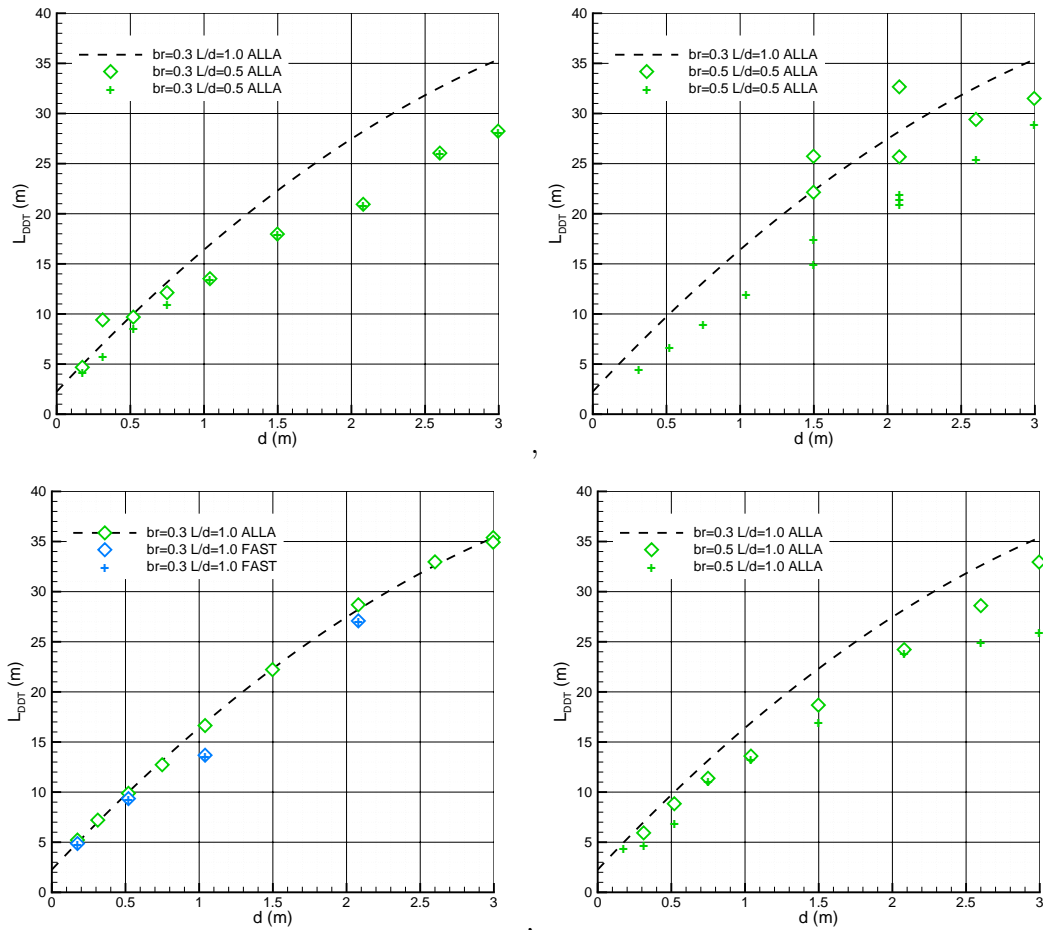 40
35
30
25
20
15
10
5
0
L_DDT (m)
br=0.3 L/d=1.0 ALLA
br=0.3 L/d=0.5 ALLA
br=0.3 L/d=0.5 ALLA
0 0.5 1 1.5 2 2.5 3
d (m)
40
35
30
25
20
15
10
5
0
L_DDT (m)
br=0.3 L/d=1.0 ALLA
br=0.5 L/d=0.5 ALLA
br=0.5 L/d=0.5 ALLA
0 0.5 1 1.5 2 2.5 3
d (m)
,
40
35
30
25
20
15
10
5
0
L_DDT (m)
br=0.3 L/d=1.0 ALLA
br=0.3 L/d=1.0 FAST
br=0.3 L/d=1.0 FAST
0 0.5 1 1.5 2 2.5 3
d (m)
40
35
30
25
20
15
10
5
0
L_DDT (m)
br=0.3 L/d=1.0 ALLA
br=0.5 L/d=1.0 ALLA
br=0.5 L/d=1.0 ALLA
0 0.5 1 1.5 2 2.5 3
d (m)